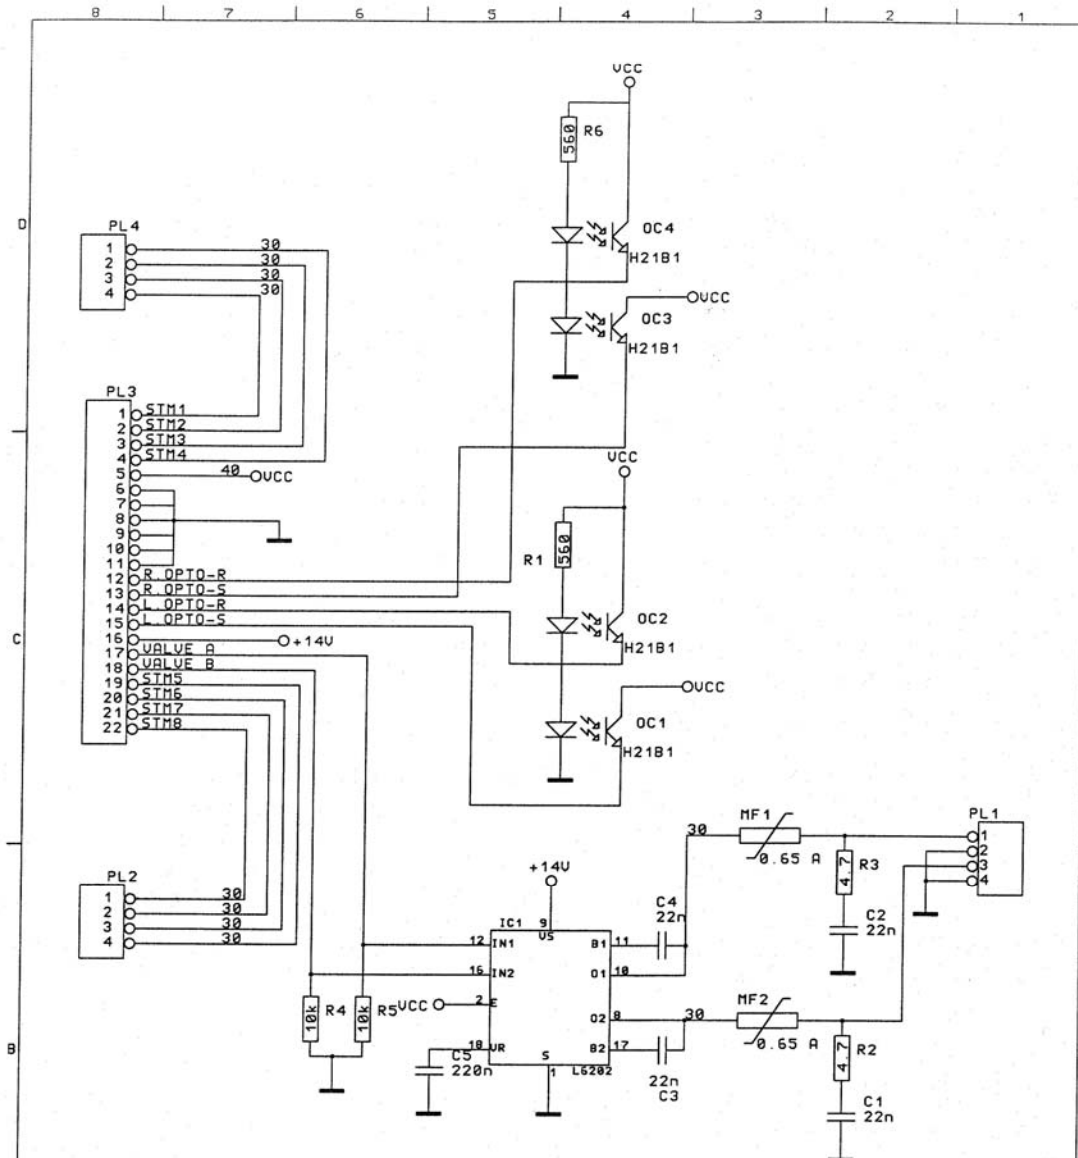 8 7 6 5 4 3 2 1
VCC
560 R6
D
PL4
1 30
2 30
3 30
4 30
OC4
H21B1
VCC
OC3
H21B1
PL3
1 STM1
2 STM2
3 STM3
4 STM4
5 40 VCC
6
7
8
9
10
11
12 R.OPTO-R
13 R.OPTO-S
14 L.OPTO-R
15 L.OPTO-S
16 +14V
17 VALVE A
18 VALVE B
19 STM5
20 STM6
21 STM7
22 STM8
C
VCC
R1 560
OC2
H21B1
VCC
OC1
H21B1
PL2
1 30
2 30
3 30
4 30
30 MF1
0.65 A
4.7 R3
C2
22n
PL1
1
2
3
4
+14V
C4
22n
IC1 9
VS
12 IN1 B1 11
16 IN2 O1 10
VCC 2 E O2 8
18 VR S B2 17
1 L6202
10k R4
10k R5
C5
220n
22n
C3
30 MF2
0.65 A
4.7 R2
C1
22n
B